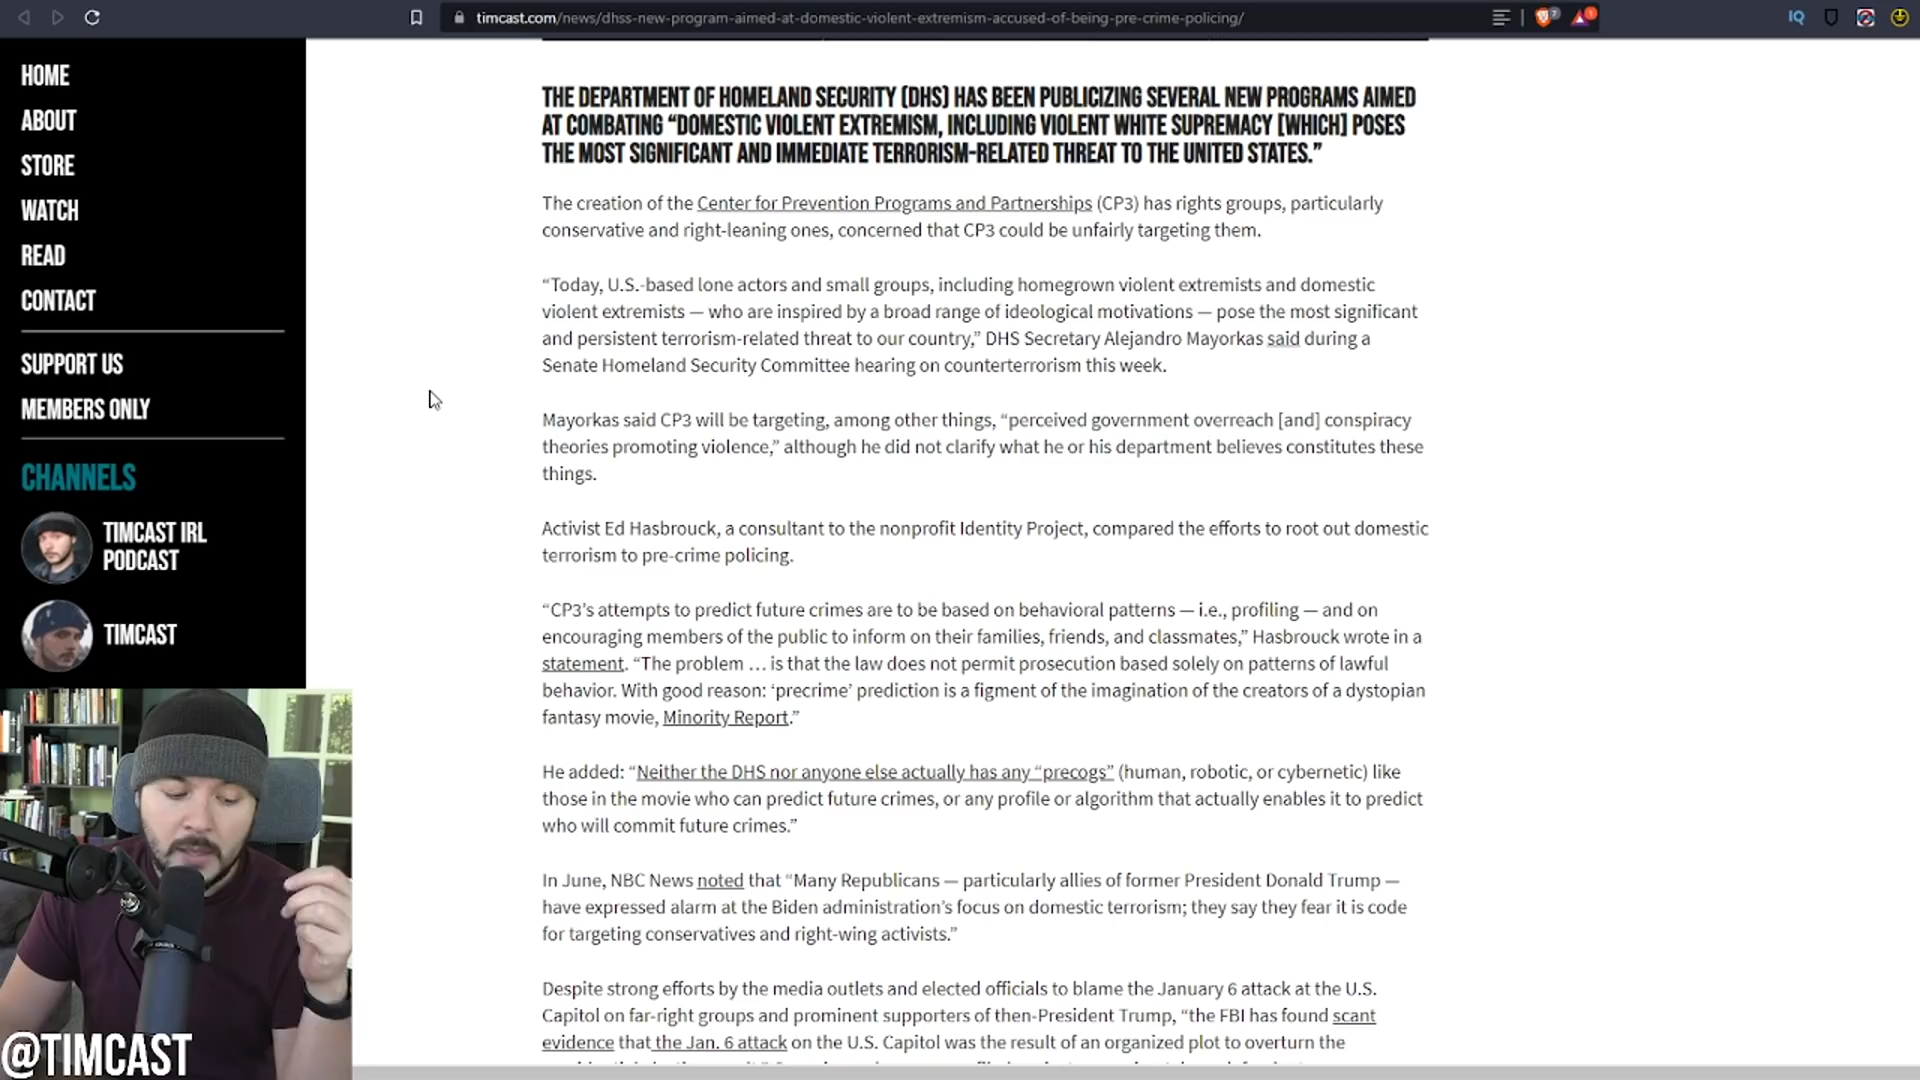 timcast.com/news/dhss-new-program-aimed-at-domestic-violent-extremism-accused-of-being-pre-crime-policing/
7
1
IQ
HOME
ABOUT
STORE
WATCH
READ
CONTACT
SUPPORT US
MEMBERS ONLY
CHANNELS
TIMCAST IRL
PODCAST
TIMCAST
THE DEPARTMENT OF HOMELAND SECURITY (DHS) HAS BEEN PUBLICIZING SEVERAL NEW PROGRAMS AIMED
AT COMBATING “DOMESTIC VIOLENT EXTREMISM, INCLUDING VIOLENT WHITE SUPREMACY [WHICH] POSES
THE MOST SIGNIFICANT AND IMMEDIATE TERRORISM-RELATED THREAT TO THE UNITED STATES.”
The creation of the Center for Prevention Programs and Partnerships (CP3) has rights groups, particularly
conservative and right-leaning ones, concerned that CP3 could be unfairly targeting them.
“Today, U.S.-based lone actors and small groups, including homegrown violent extremists and domestic
violent extremists — who are inspired by a broad range of ideological motivations — pose the most significant
and persistent terrorism-related threat to our country,” DHS Secretary Alejandro Mayorkas said during a
Senate Homeland Security Committee hearing on counterterrorism this week.
Mayorkas said CP3 will be targeting, among other things, “perceived government overreach [and] conspiracy
theories promoting violence,” although he did not clarify what he or his department believes constitutes these
things.
Activist Ed Hasbrouck, a consultant to the nonprofit Identity Project, compared the efforts to root out domestic
terrorism to pre-crime policing.
“CP3’s attempts to predict future crimes are to be based on behavioral patterns — i.e., profiling — and on
encouraging members of the public to inform on their families, friends, and classmates,” Hasbrouck wrote in a
statement. “The problem … is that the law does not permit prosecution based solely on patterns of lawful
behavior. With good reason: ‘precrime’ prediction is a figment of the imagination of the creators of a dystopian
fantasy movie, Minority Report.”
He added: “Neither the DHS nor anyone else actually has any “precogs” (human, robotic, or cybernetic) like
those in the movie who can predict future crimes, or any profile or algorithm that actually enables it to predict
who will commit future crimes.”
In June, NBC News noted that “Many Republicans — particularly allies of former President Donald Trump —
have expressed alarm at the Biden administration’s focus on domestic terrorism; they say they fear it is code
for targeting conservatives and right-wing activists.”
Despite strong efforts by the media outlets and elected officials to blame the January 6 attack at the U.S.
Capitol on far-right groups and prominent supporters of then-President Trump, “the FBI has found scant
evidence that the Jan. 6 attack on the U.S. Capitol was the result of an organized plot to overturn the
@TIMCAST